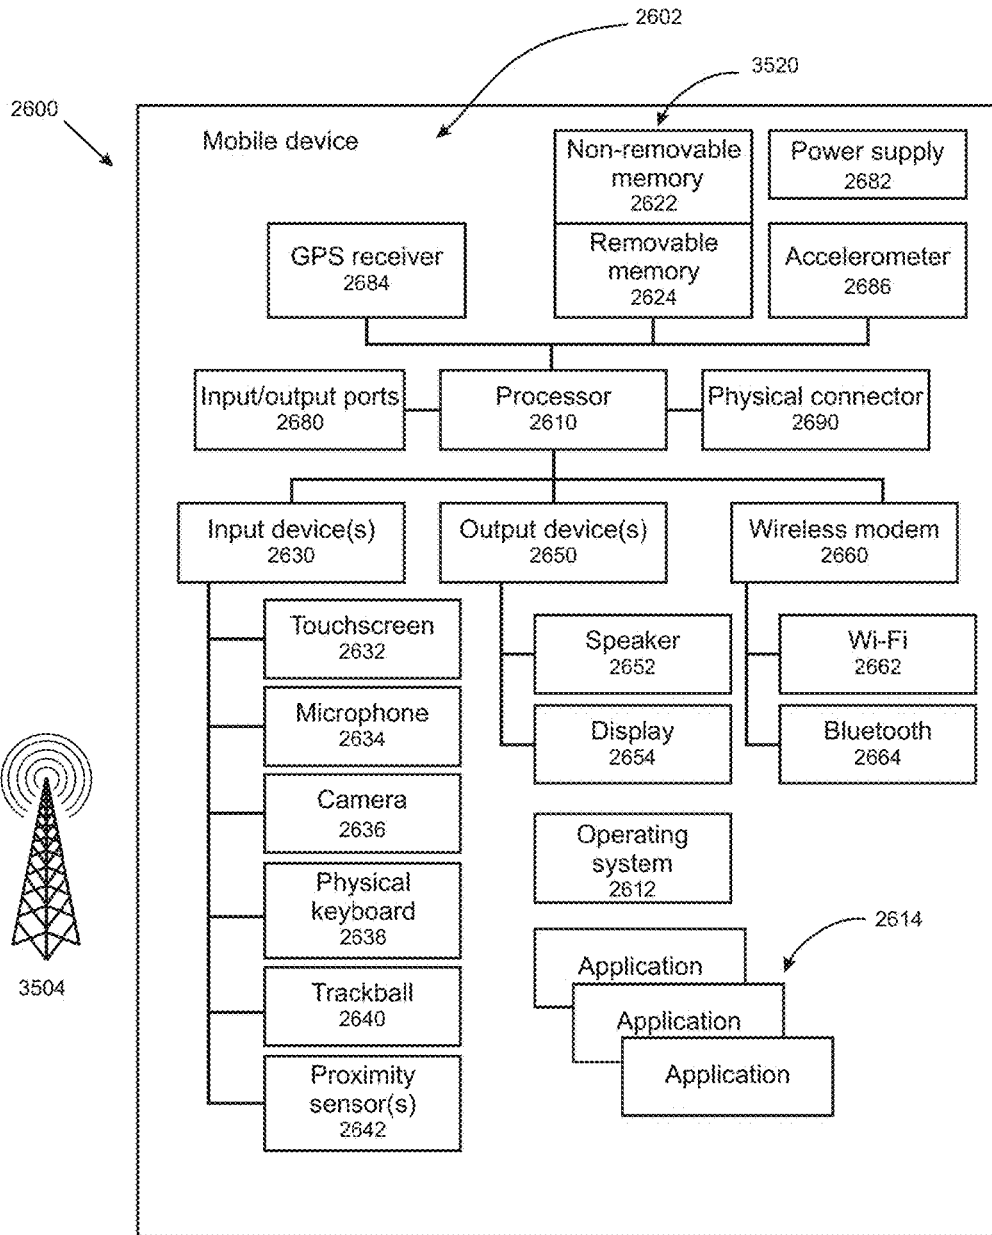 2602
3520
2600
Mobile device
Non-removable
memory
2622
Power supply
2682
GPS receiver
2684
Removable
memory
2624
Accelerometer
2686
Input/output ports
2680
Processor
2610
Physical connector
2690
Input device(s)
2630
Output device(s)
2650
Wireless modem
2660
Touchscreen
2632
Speaker
2652
Wi-Fi
2662
Microphone
2634
Display
2654
Bluetooth
2664
Camera
2636
Operating
system
2612
Physical
keyboard
2638
2614
Application
Application
Application
3504
Trackball
2640
Proximity
sensor(s)
2642